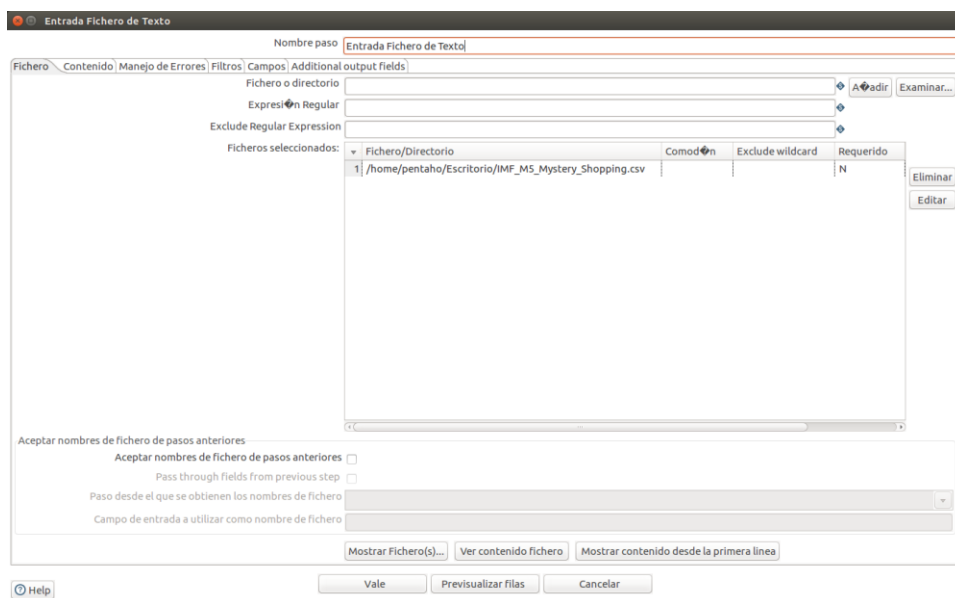 Entrada Fichero de Texto
Nombre paso Entrada Fichero de Texto
Fichero Contenido Manejo de Errores Filtros Campos Additional output fields
Fichero o directorio A�adir Examinar...
Expresi�n Regular
Exclude Regular Expression
Ficheros seleccionados: Fichero/Directorio Comod�n Exclude wildcard Requerido
1 /home/pentaho/Escritorio/IMF_M5_Mystery_Shopping.csv N
Eliminar
Editar
Aceptar nombres de fichero de pasos anteriores
Aceptar nombres de fichero de pasos anteriores
Pass through fields from previous step
Paso desde el que se obtienen los nombres de fichero
Campo de entrada a utilizar como nombre de fichero
Mostrar Fichero(s)... Ver contenido fichero Mostrar contenido desde la primera linea
Help Vale Previsualizar filas Cancelar